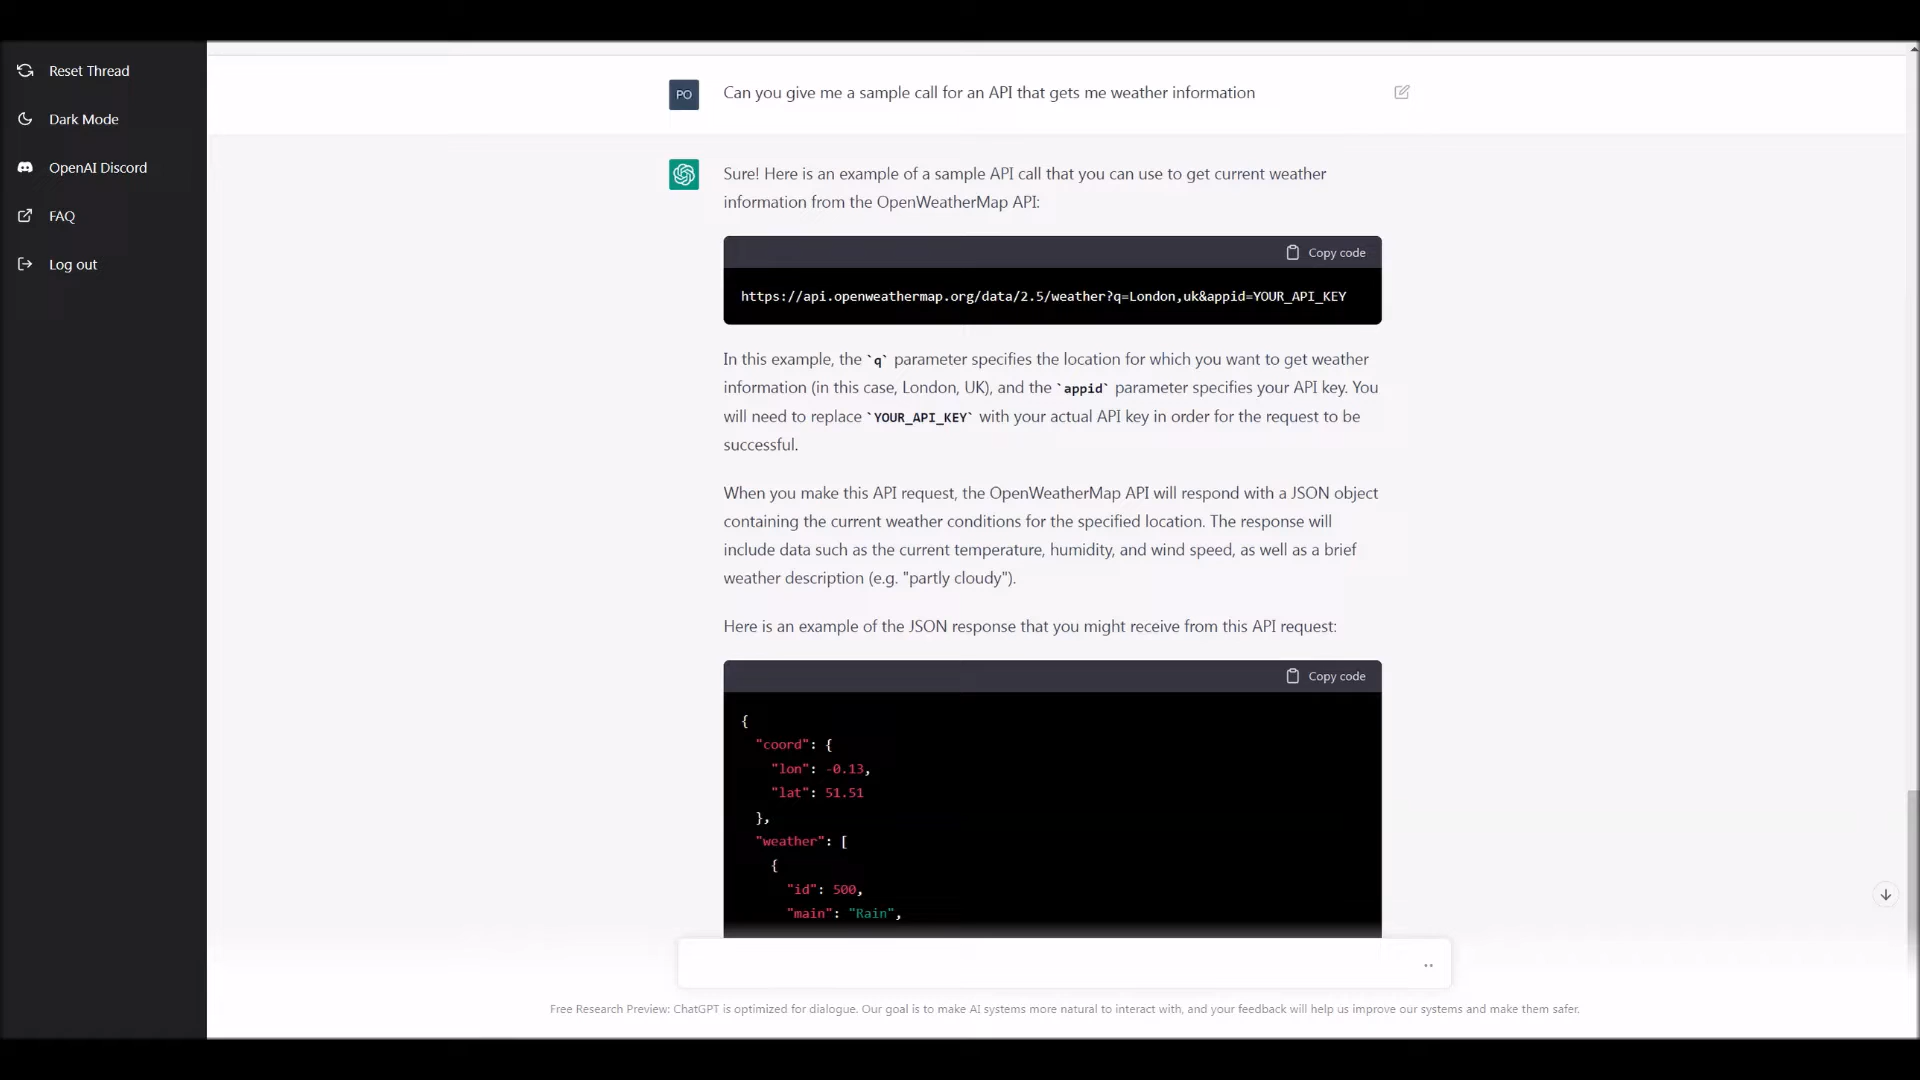 Reset Thread
Dark Mode
OpenAI Discord
FAQ
Log out
PO
Can you give me a sample call for an API that gets me weather information
Sure! Here is an example of a sample API call that you can use to get current weather
information from the OpenWeatherMap API:
Copy code
https://api.openweathermap.org/data/2.5/weather?q=London,uk&appid=YOUR_API_KEY
In this example, the `q` parameter specifies the location for which you want to get weather
information (in this case, London, UK), and the `appid` parameter specifies your API key. You
will need to replace `YOUR_API_KEY` with your actual API key in order for the request to be
successful.
When you make this API request, the OpenWeatherMap API will respond with a JSON object
containing the current weather conditions for the specified location. The response will
include data such as the current temperature, humidity, and wind speed, as well as a brief
weather description (e.g. "partly cloudy").
Here is an example of the JSON response that you might receive from this API request:
Copy code
{
"coord": {
"lon": -0.13,
"lat": 51.51
},
"weather": [
{
"id": 500,
"main": "Rain",
Free Research Preview: ChatGPT is optimized for dialogue. Our goal is to make AI systems more natural to interact with, and your feedback will help us improve our systems and make them safer.